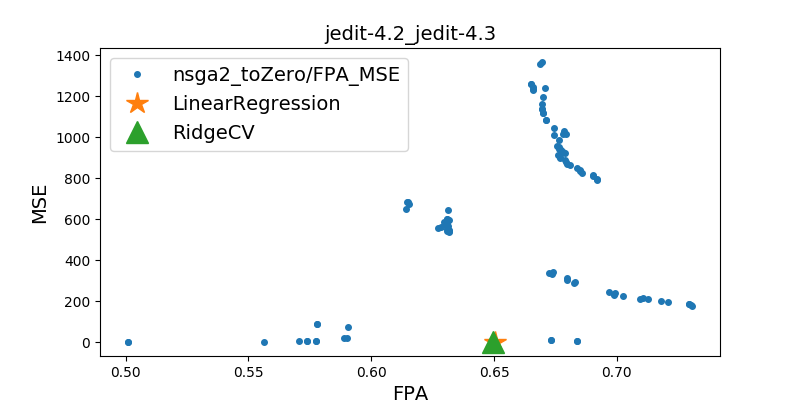 jedit-4.2_jedit-4.3
nsga2_toZero/FPA_MSE
LinearRegression
RidgeCV
MSE
1400
1200
1000
800
600
400
200
0
0.50 0.55 0.60 0.65 0.70
FPA